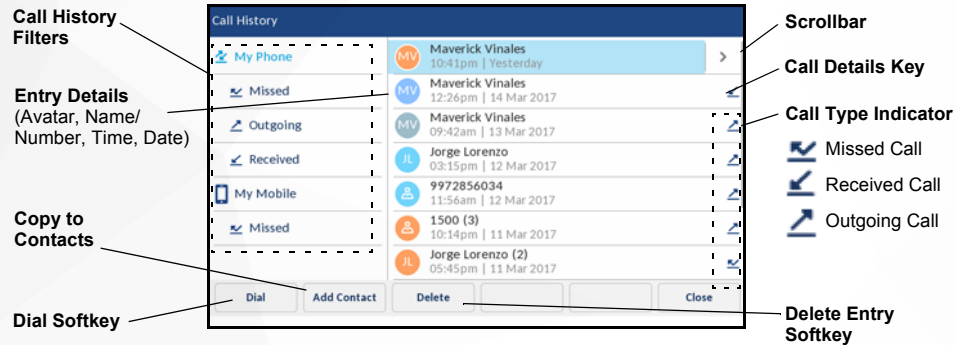 Call History
Filters
Entry Details
(Avatar, Name/
Number, Time, Date)
Copy to
Contacts
Dial Softkey
Call History
My Phone
Missed
Outgoing
Received
My Mobile
Missed
MV Maverick Vinales
10:41pm | Yesterday
MV Maverick Vinales
12:26pm | 14 Mar 2017
MV Maverick Vinales
09:42am | 13 Mar 2017
JL Jorge Lorenzo
03:15pm | 12 Mar 2017
9972856034
11:56am | 12 Mar 2017
1500 (3)
10:14pm | 11 Mar 2017
JL Jorge Lorenzo (2)
05:45pm | 11 Mar 2017
Dial Add Contact Delete Close
Scrollbar
Call Details Key
Call Type Indicator
Missed Call
Received Call
Outgoing Call
Delete Entry
Softkey